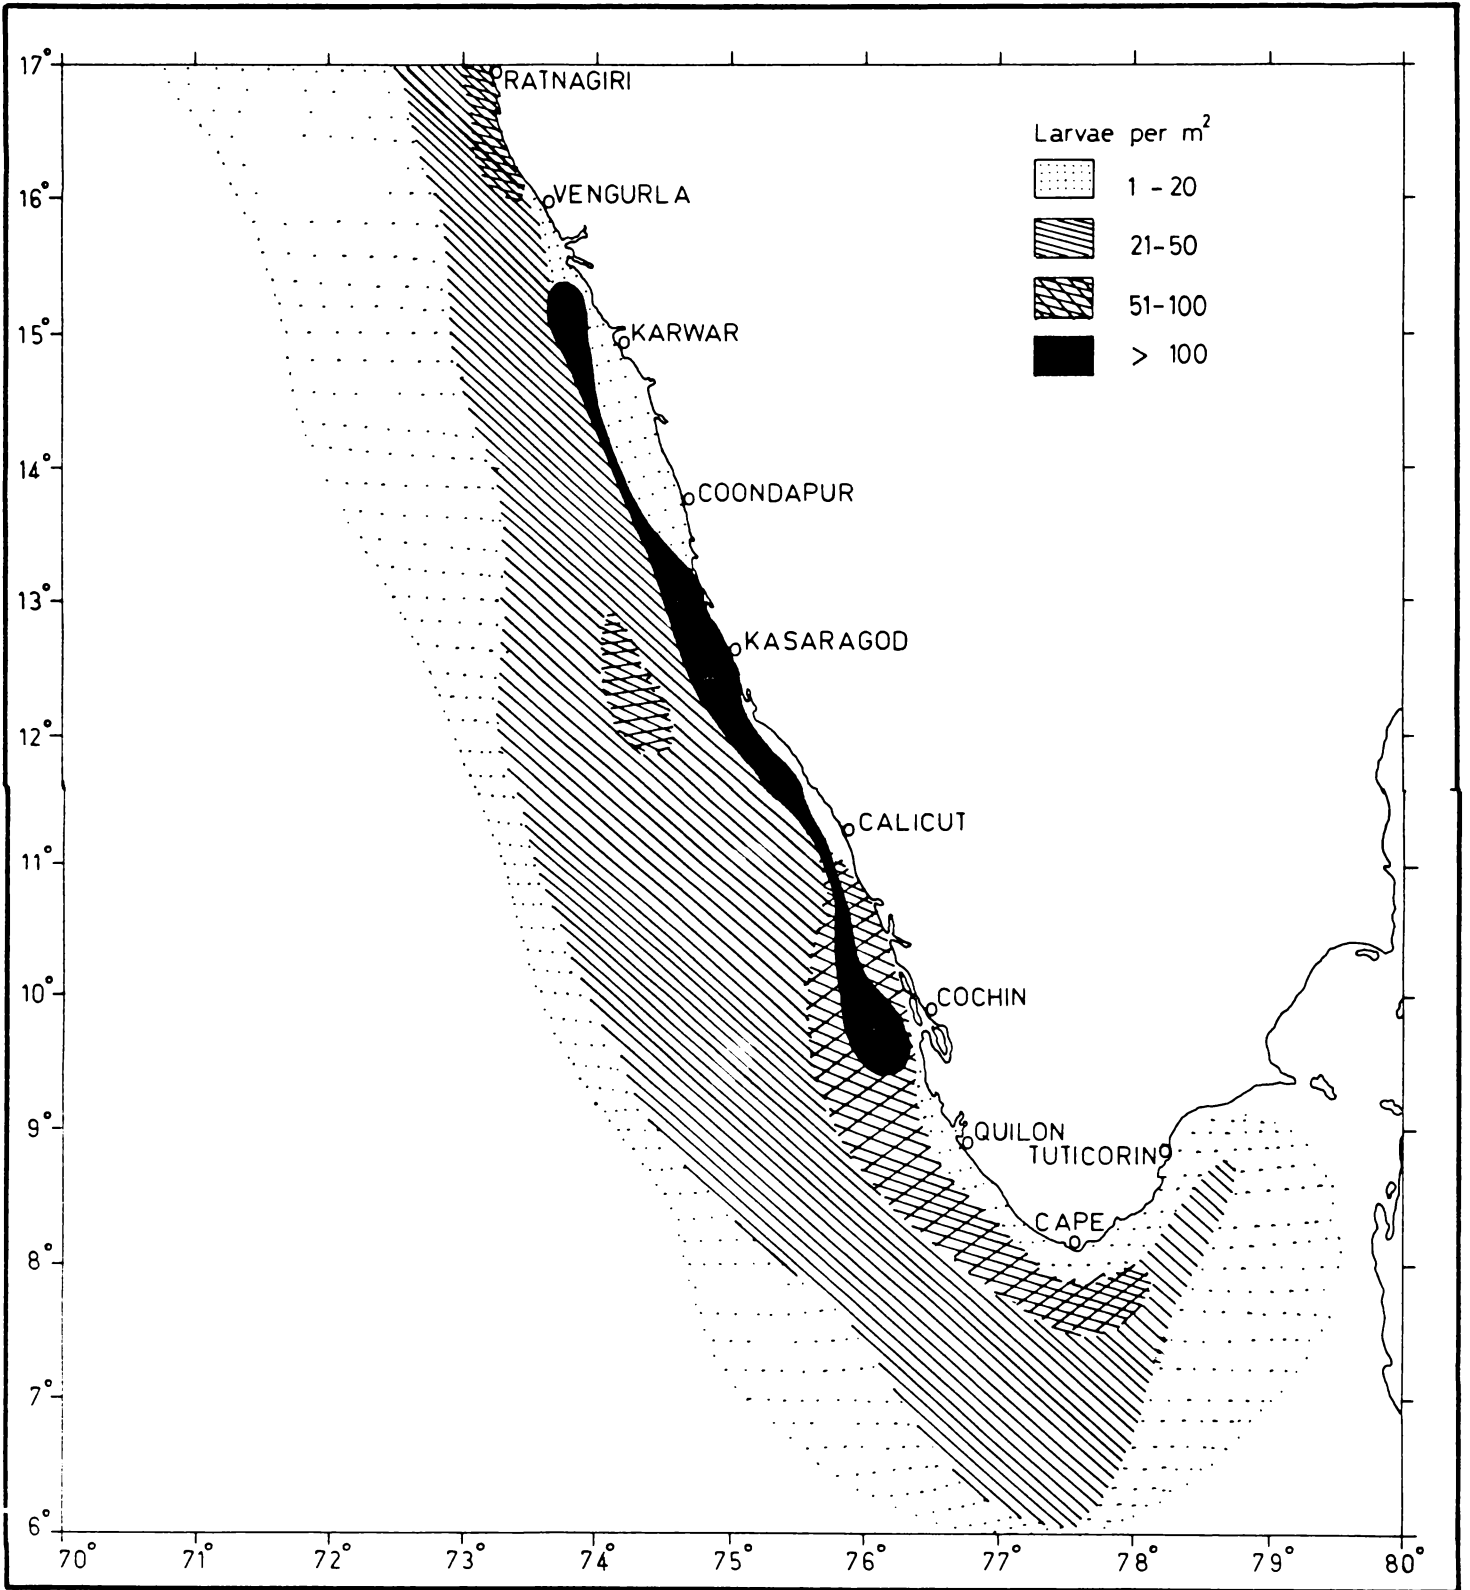 17°
RATNAGIRI
Larvae per m²
1 - 20
21-50
51-100
> 100
16°
VENGURLA
15°
KARWAR
14°
COONDAPUR
13°
KASARAGOD
12°
CALICUT
11°
10°
COCHIN
9°
QUILON
TUTICORIN
CAPE
8°
7°
6°
70° 71° 72° 73° 74° 75° 76° 77° 78° 79° 80°